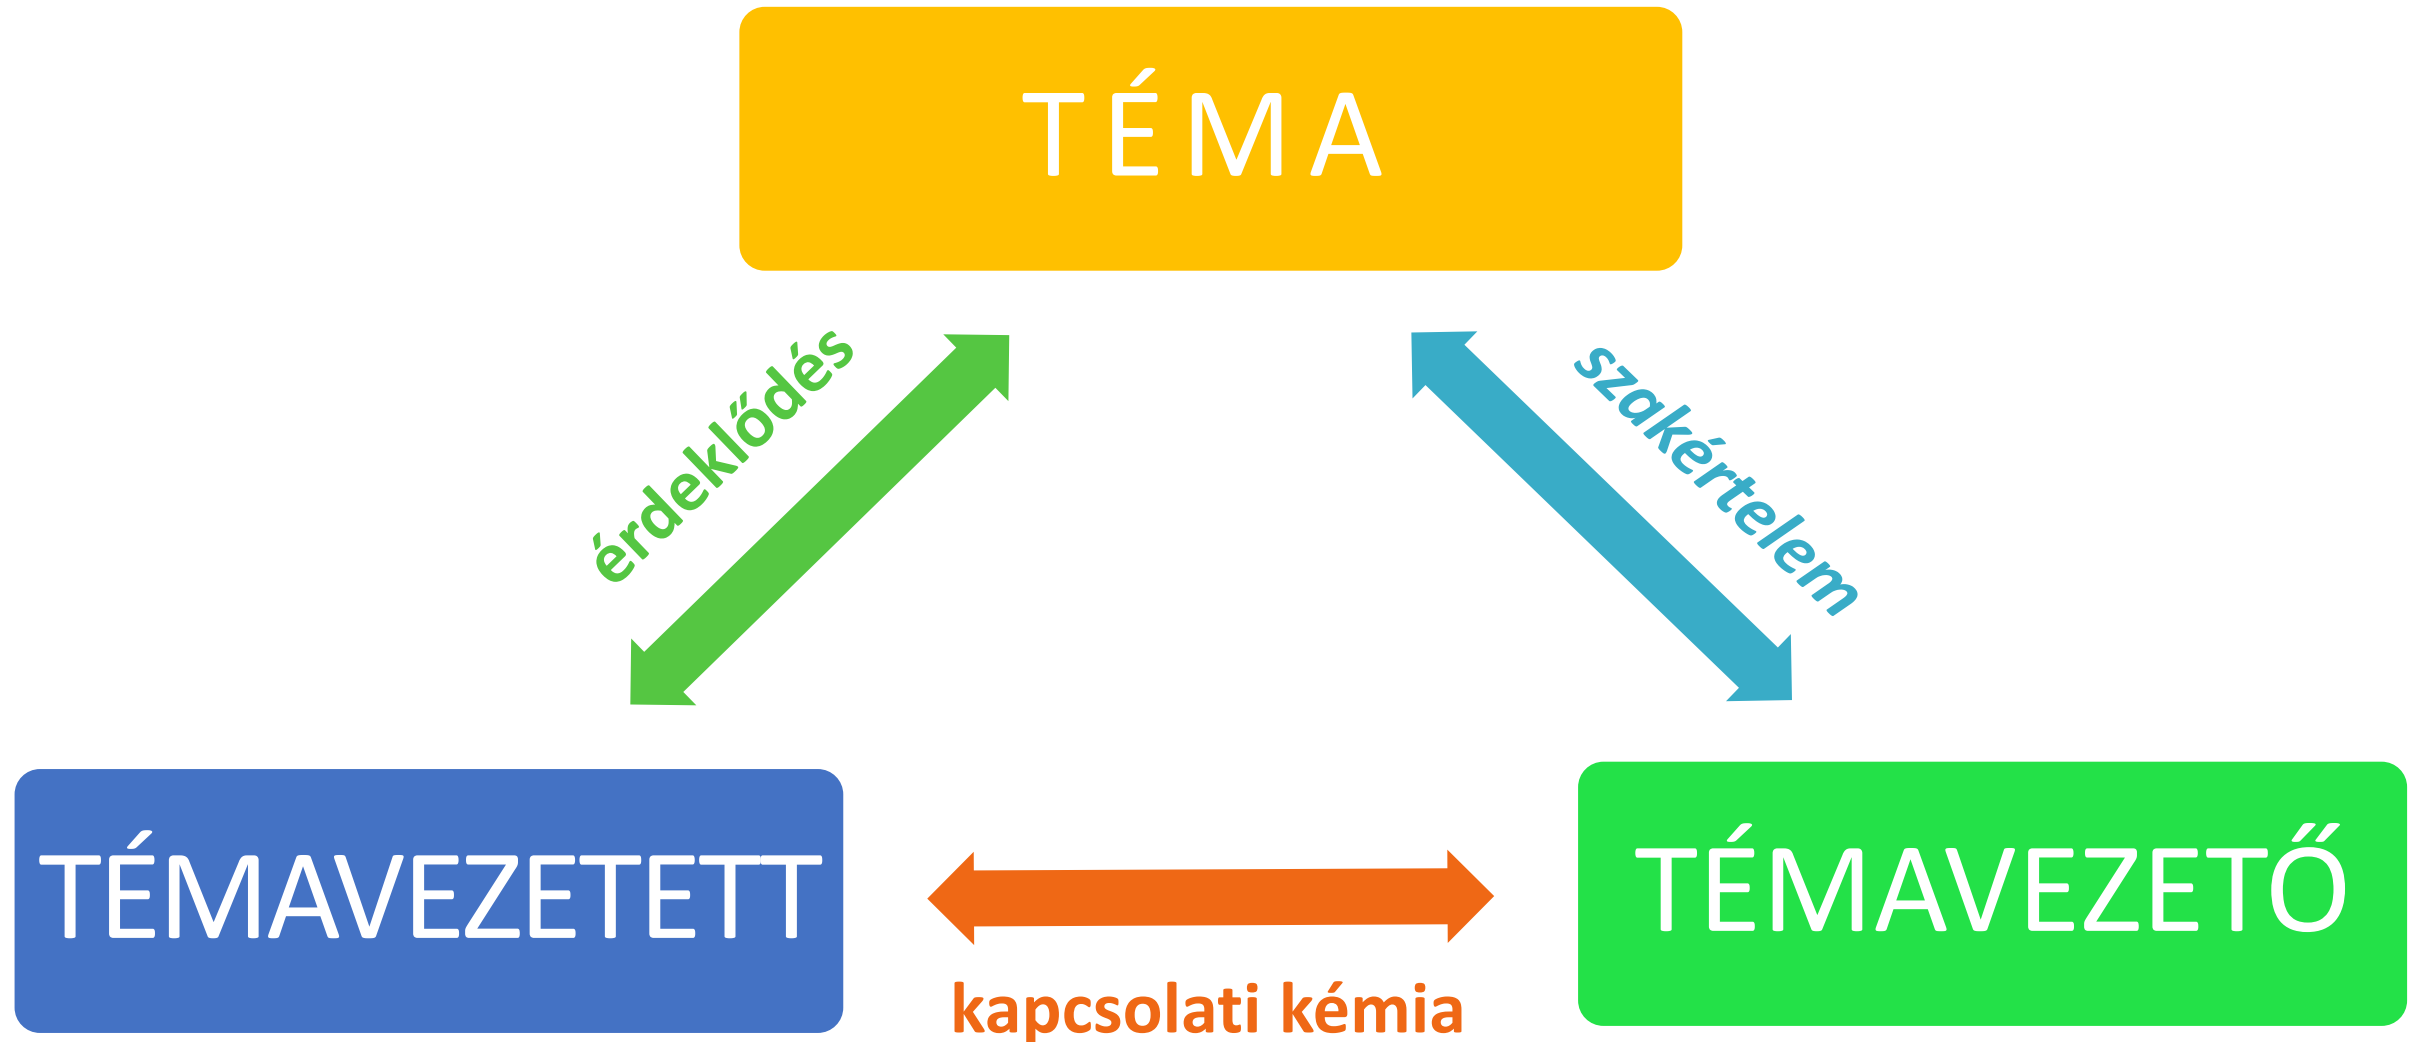 TÉMA
érdeklődés
szakértelem
TÉMAVEZETETT
TÉMAVEZETŐ
kapcsolati kémia